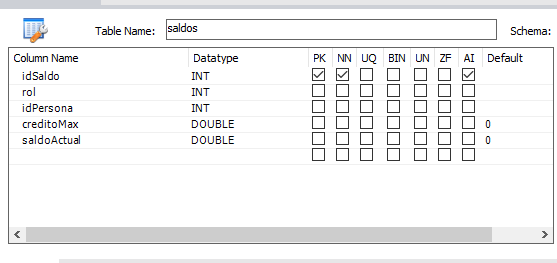 Table Name: saldos Schema:
Column Name Datatype PK NN UQ BIN UN ZF AI Default
idSaldo INT
rol INT
idPersona INT
creditoMax DOUBLE 0
saldoActual DOUBLE 0